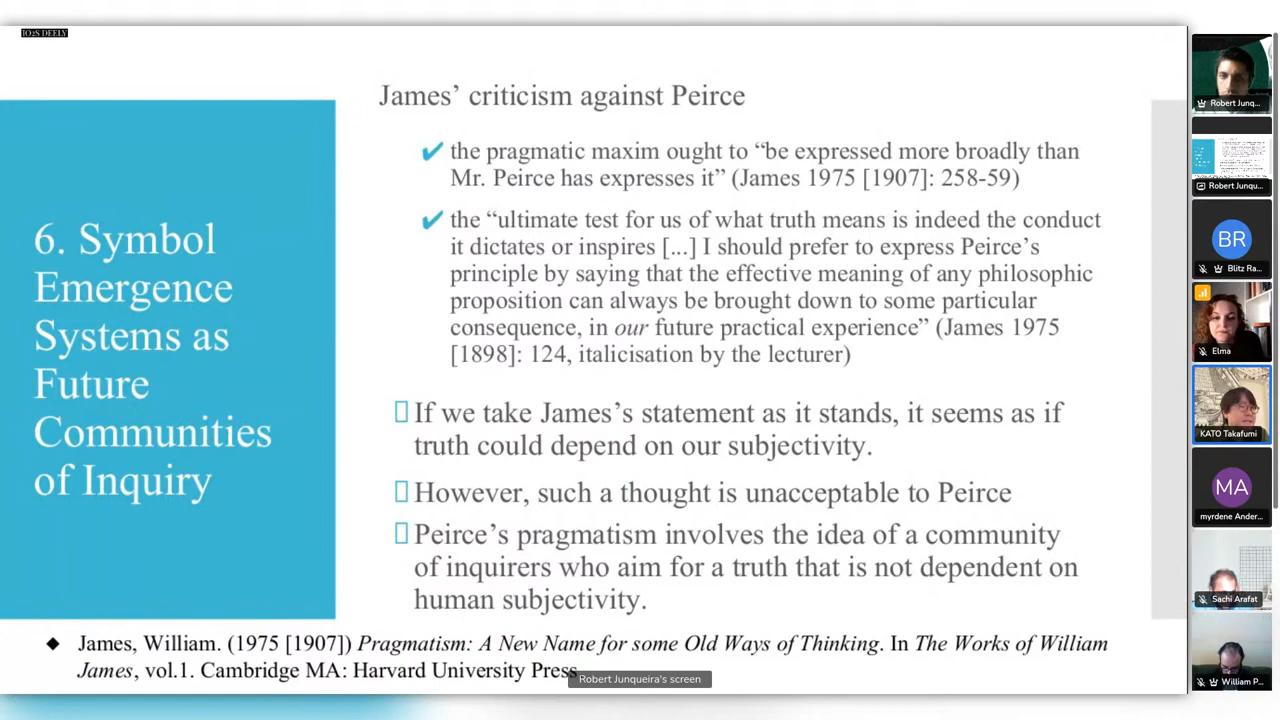 IO2S DEELY
James’ criticism against Peirce
✔ the pragmatic maxim ought to “be expressed more broadly than
Mr. Peirce has expresses it” (James 1975 [1907]: 258-59)
✔ the “ultimate test for us of what truth means is indeed the conduct
it dictates or inspires [...] I should prefer to express Peirce’s
principle by saying that the effective meaning of any philosophic
proposition can always be brought down to some particular
consequence, in our future practical experience” (James 1975
[1898]: 124, italicisation by the lecturer)
6. Symbol
Emergence
Systems as
Future
Communities
of Inquiry
If we take James’s statement as it stands, it seems as if
truth could depend on our subjectivity.
However, such a thought is unacceptable to Peirce
Peirce’s pragmatism involves the idea of a community
of inquirers who aim for a truth that is not dependent on
human subjectivity.
◆ James, William. (1975 [1907]) Pragmatism: A New Name for some Old Ways of Thinking. In The Works of William
James, vol.1. Cambridge MA: Harvard University Press
Robert Junqueira's screen
Robert Junq...
Robert Junqu...
BR
Blitz Ra...
Elma
KATO Takafumi
MA
myrdene Ander...
Sachi Arafat
William P...